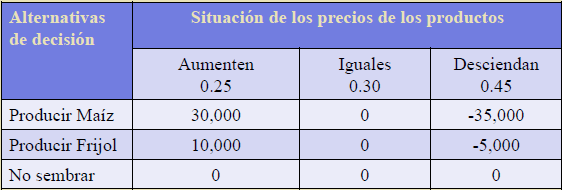 Alternativas de decisión Situación de los precios de los productos
Aumenten Iguales Desciendan
0.25 0.30 0.45
Producir Maíz 30,000 0 -35,000
Producir Frijol 10,000 0 -5,000
No sembrar 0 0 0